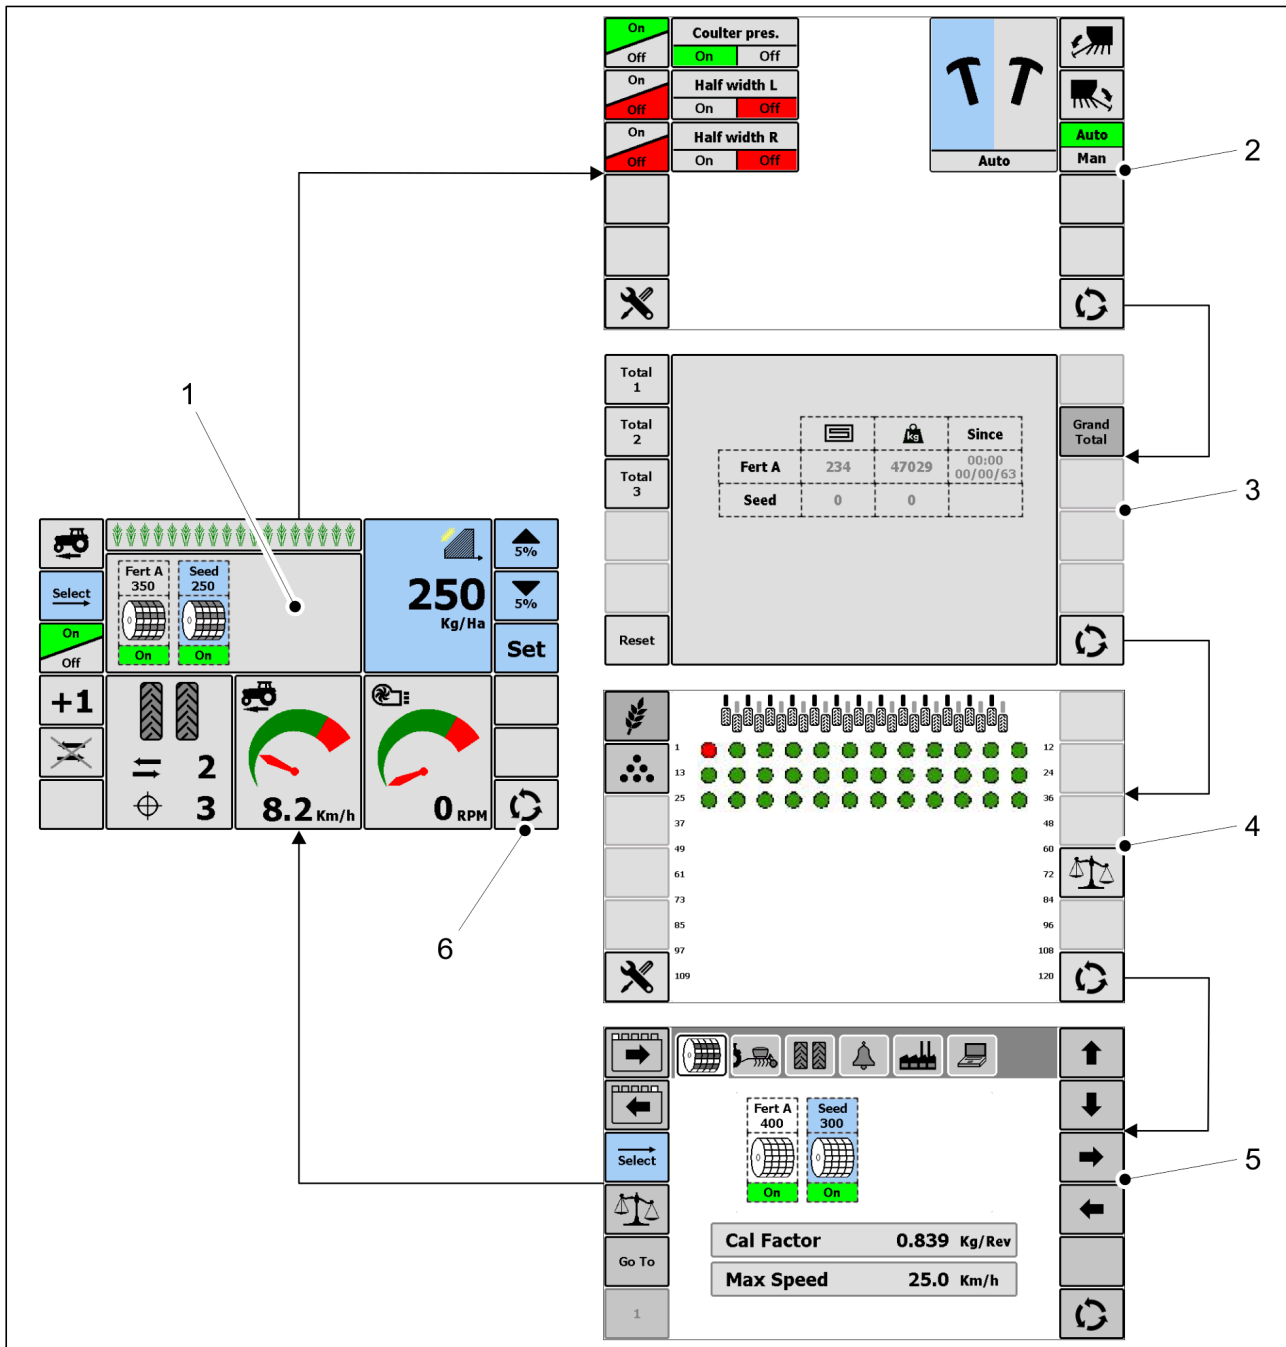 On
Off
Coulter pres.
On Off
On
Off
Half width L
On Off
On
Off
Half width R
On Off
Auto
Auto
Man
2
Total
1
Total
2
Total
3
Reset
Since
kg
Fert A 234 47029 00:00
00/00/63
Seed 0 0
Grand
Total
3
1
Select
On
Off
+1
Fert A
350
On
Seed
250
On
250
Kg/Ha
5%
5%
Set
2
3
8.2 Km/h
0 RPM
6
1 12
13 24
25 36
37 48
49 60
61 72
73 84
85 96
97 108
109 120
4
Select
Go To
1
Fert A
400
On
Seed
300
On
Cal Factor 0.839 Kg/Rev
Max Speed 25.0 Km/h
5